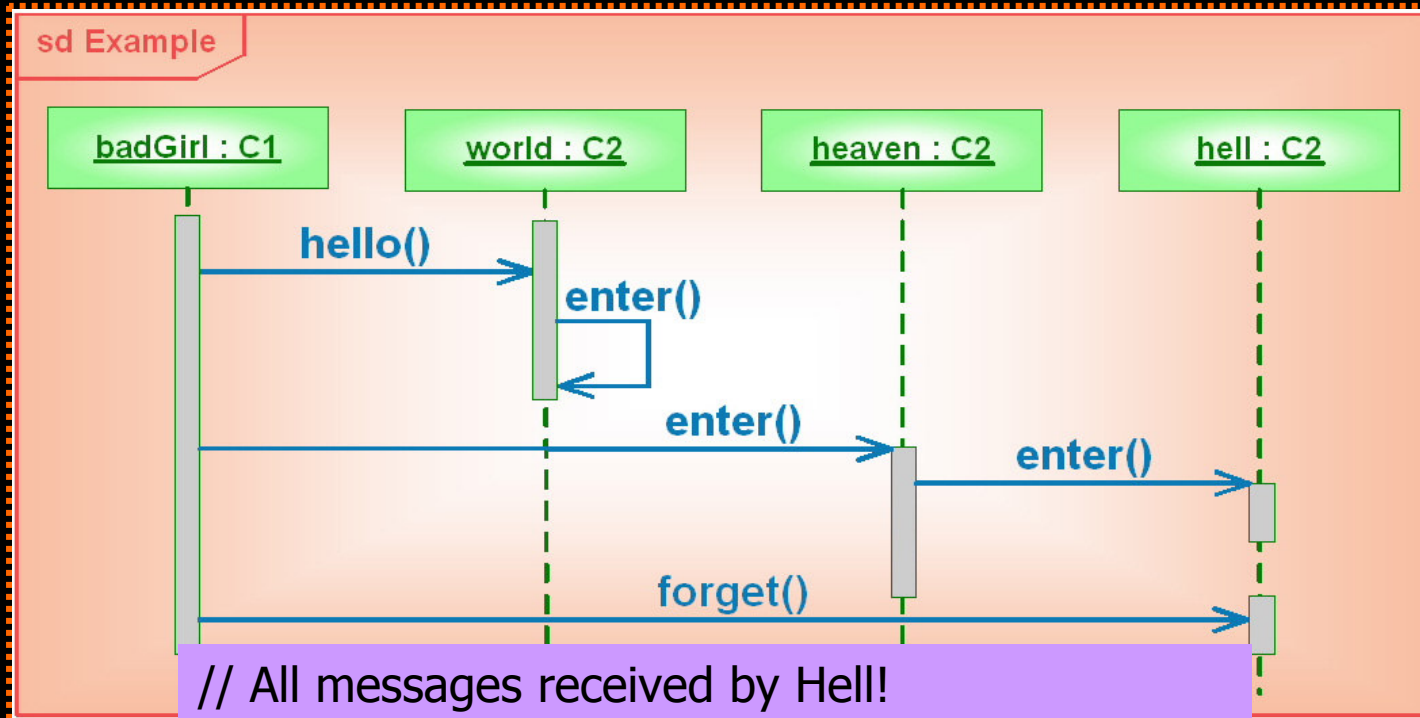 sd Example
badGirl : C1
world : C2
heaven : C2
hell : C2
hello()
enter()
enter()
enter()
forget()
// All messages received by Hell!